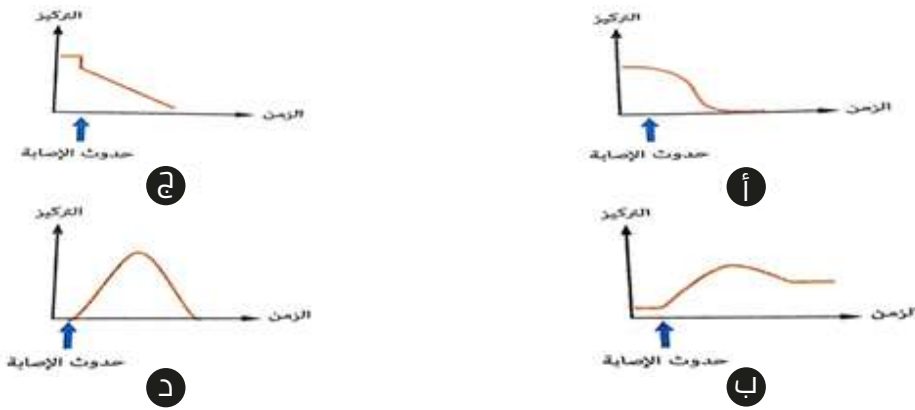 التركيز
الزمن
حدوث الإصابة
أ
التركيز
الزمن
حدوث الإصابة
ج
التركيز
الزمن
حدوث الإصابة
ب
التركيز
الزمن
حدوث الإصابة
د